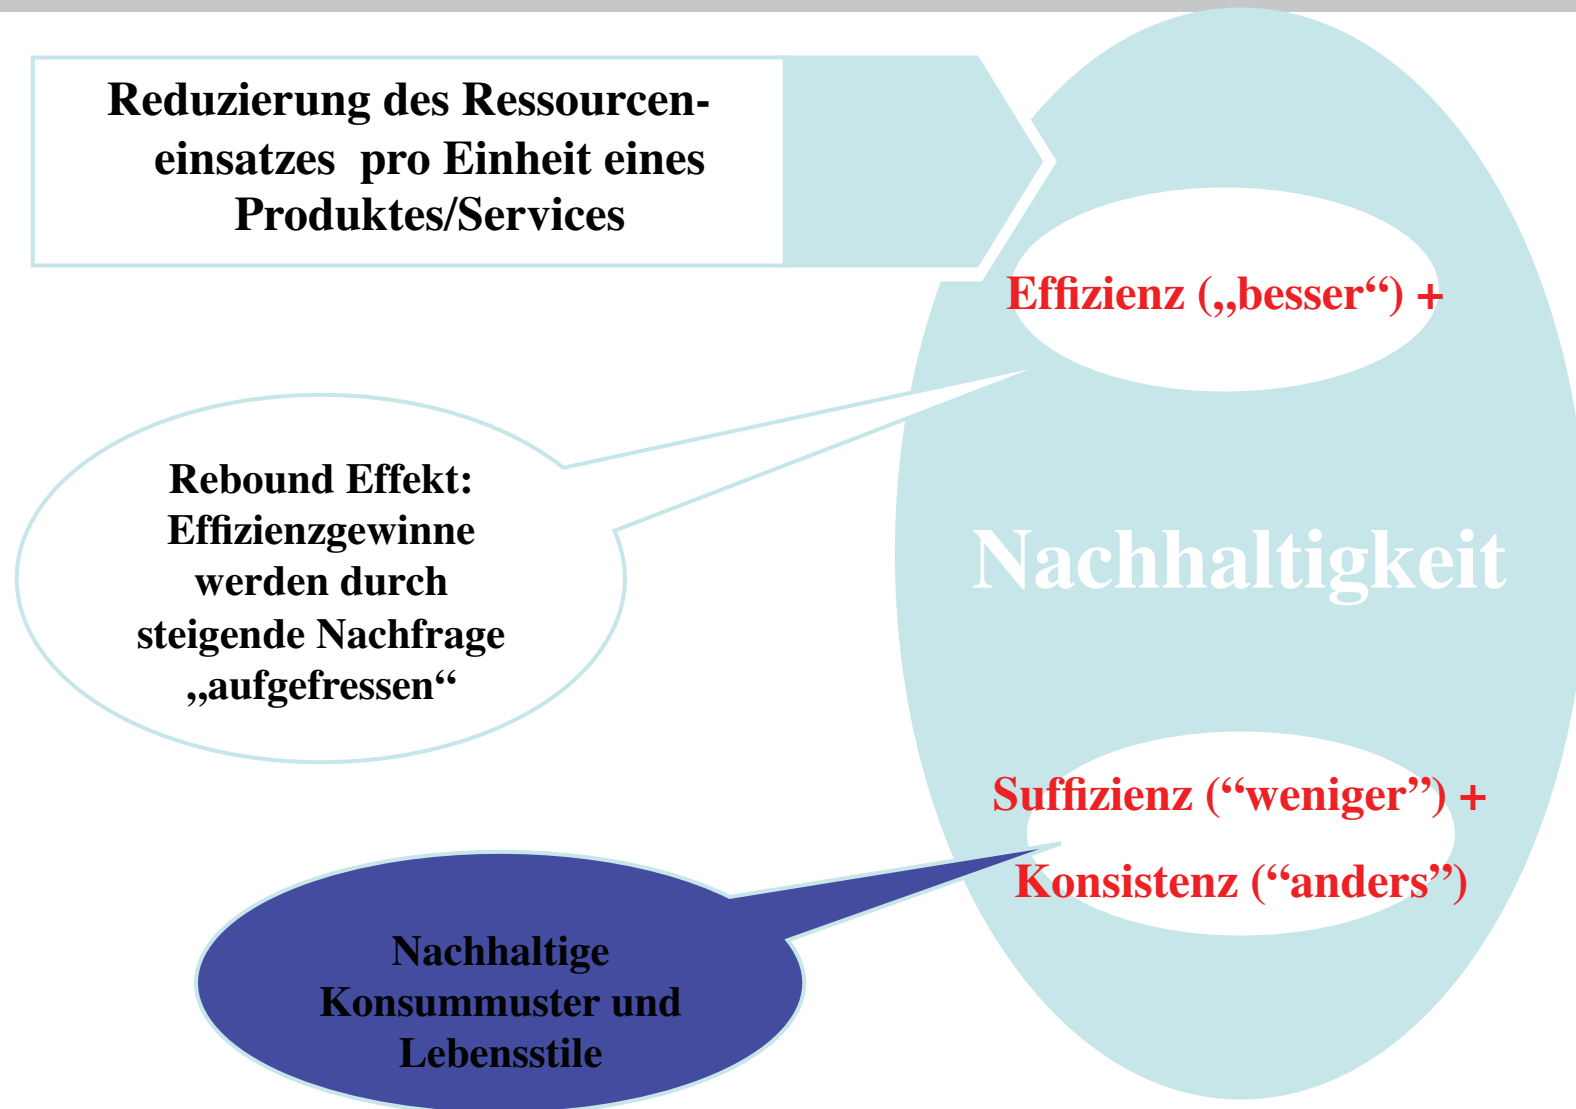 Reduzierung des Ressourcen-
einsatzes pro Einheit eines
Produktes/Services
Effizienz („besser“) +
Rebound Effekt:
Effizienzgewinne
werden durch
steigende Nachfrage
„aufgefressen“
Nachhaltigkeit
Suffizienz (“weniger”) +
Konsistenz (“anders”)
Nachhaltige
Konsummuster und
Lebensstile